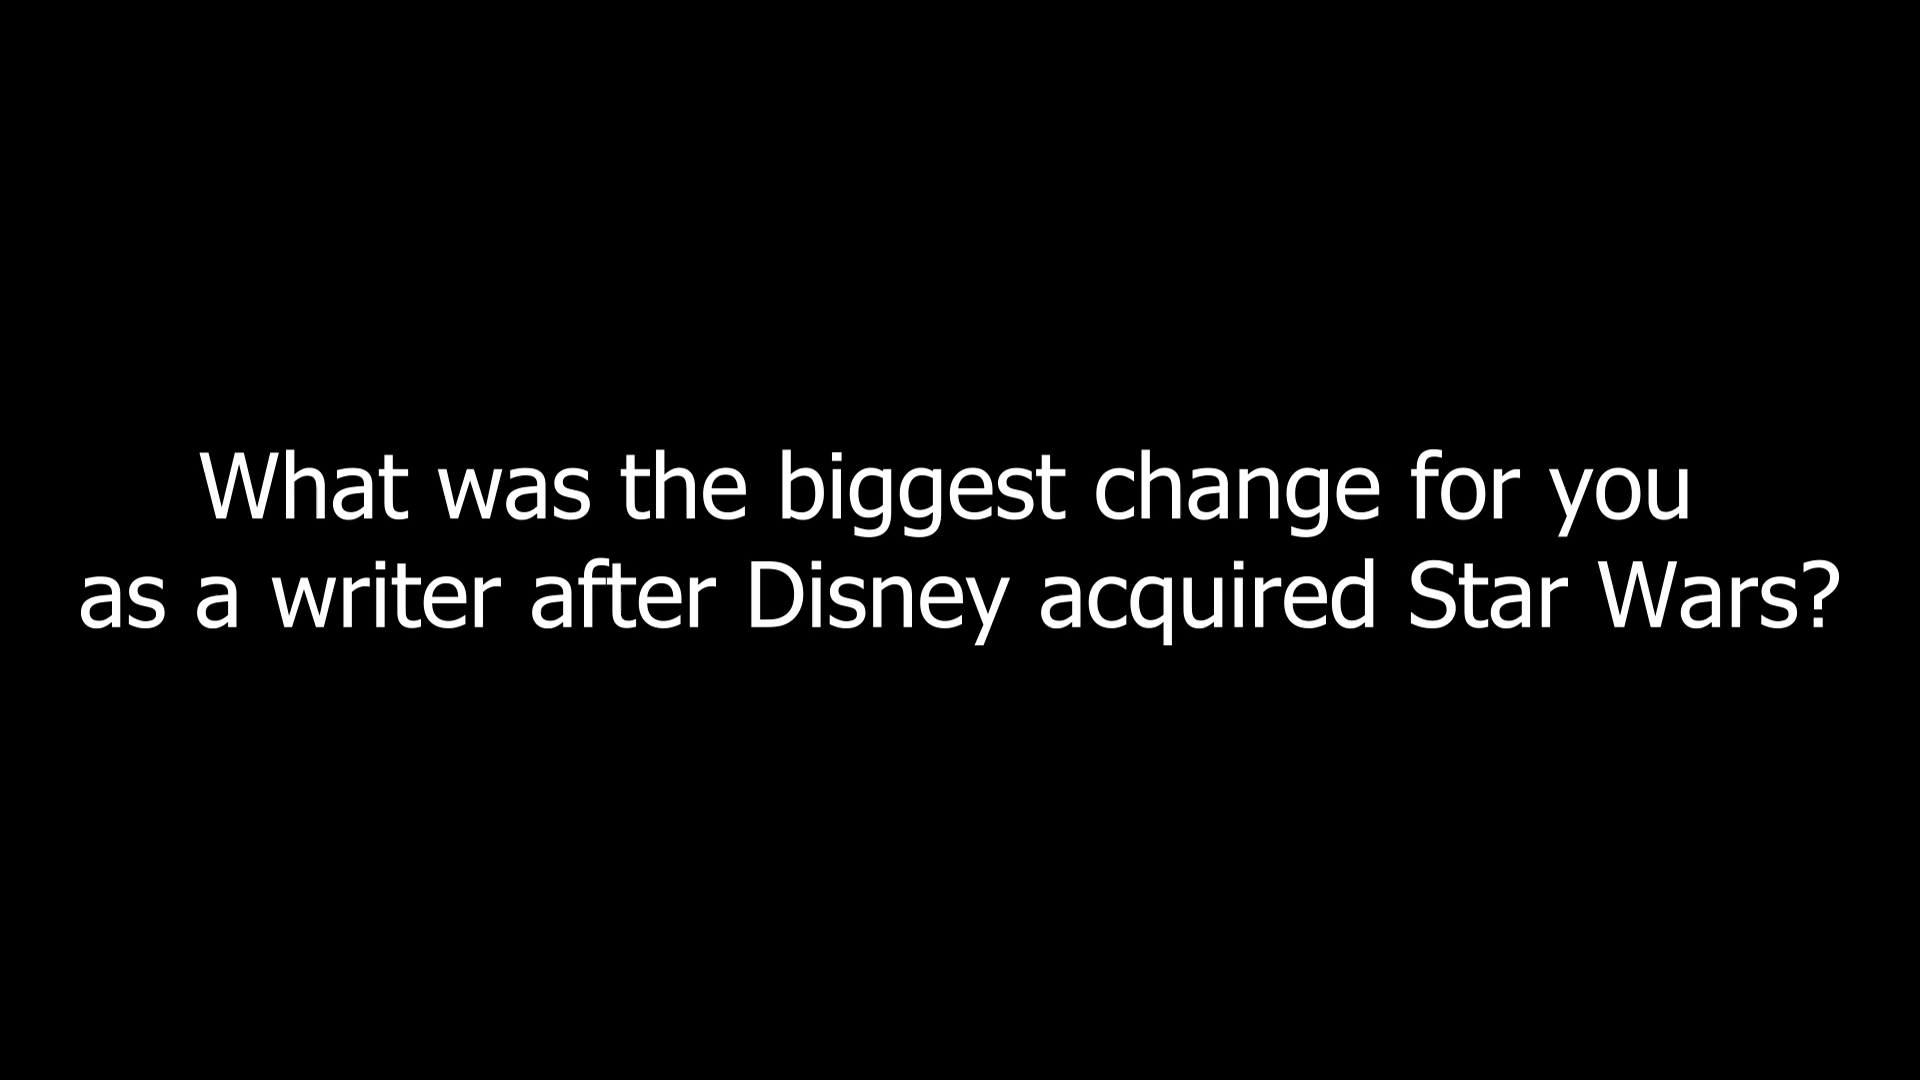 What was the biggest change for you
as a writer after Disney acquired Star Wars?